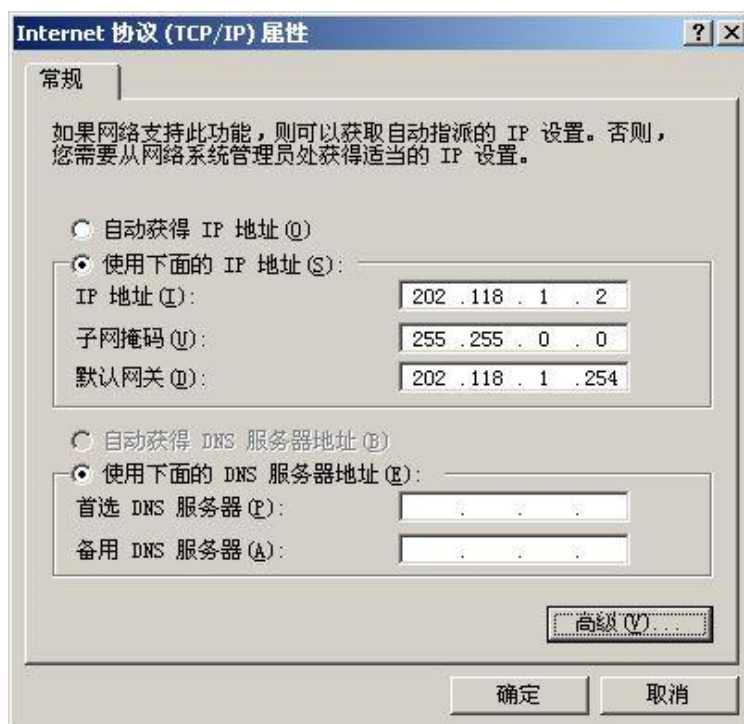 Internet 协议 (TCP/IP) 属性
常规
如果网络支持此功能，则可以获取自动指派的 IP 设置。否则，
您需要从网络系统管理员处获得适当的 IP 设置。
自动获得 IP 地址(O)
使用下面的 IP 地址(S):
IP 地址(I): 202 .118 . 1 . 2
子网掩码(U): 255 .255 . 0 . 0
默认网关(D): 202 .118 . 1 .254
自动获得 DNS 服务器地址(B)
使用下面的 DNS 服务器地址(E):
首选 DNS 服务器(P): . . .
备用 DNS 服务器(A): . . .
高级(V)...
确定 取消